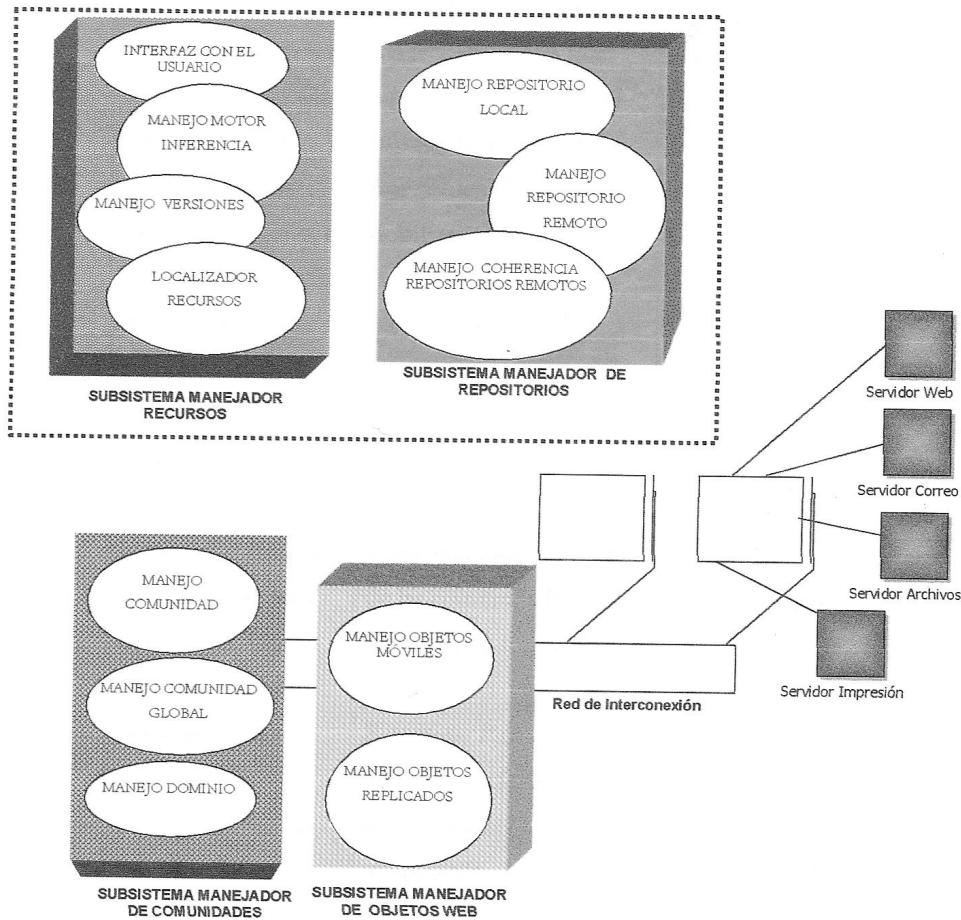 INTERFAZ CON EL
USUARIO
MANEJO MOTOR
INFERENCIA
MANEJO VERSIONES
LOCALIZADOR
RECURSOS
SUBSISTEMA MANEJADOR
RECURSOS
MANEJO REPOSITORIO
LOCAL
MANEJO
REPOSITORIO
REMOTO
MANEJO COHERENCIA
REPOSITORIOS REMOTOS
SUBSISTEMA MANEJADOR DE
REPOSITORIOS
Servidor Web
Servidor Correo
Servidor Archivos
Servidor Impresión
Red de Interconexión
MANEJO
COMUNIDAD
MANEJO COMUNIDAD
GLOBAL
MANEJO DOMINIO
SUBSISTEMA MANEJADOR
DE COMUNIDADES
MANEJO OBJETOS
MÓVILES
MANEJO OBJETOS
REPLICADOS
SUBSISTEMA MANEJADOR
DE OBJETOS WEB